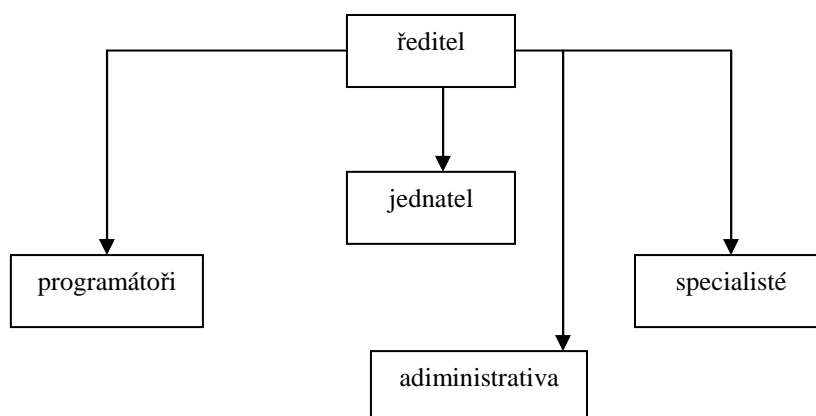 ředitel
jednatel
programátoři
specialisté
adiministrativa